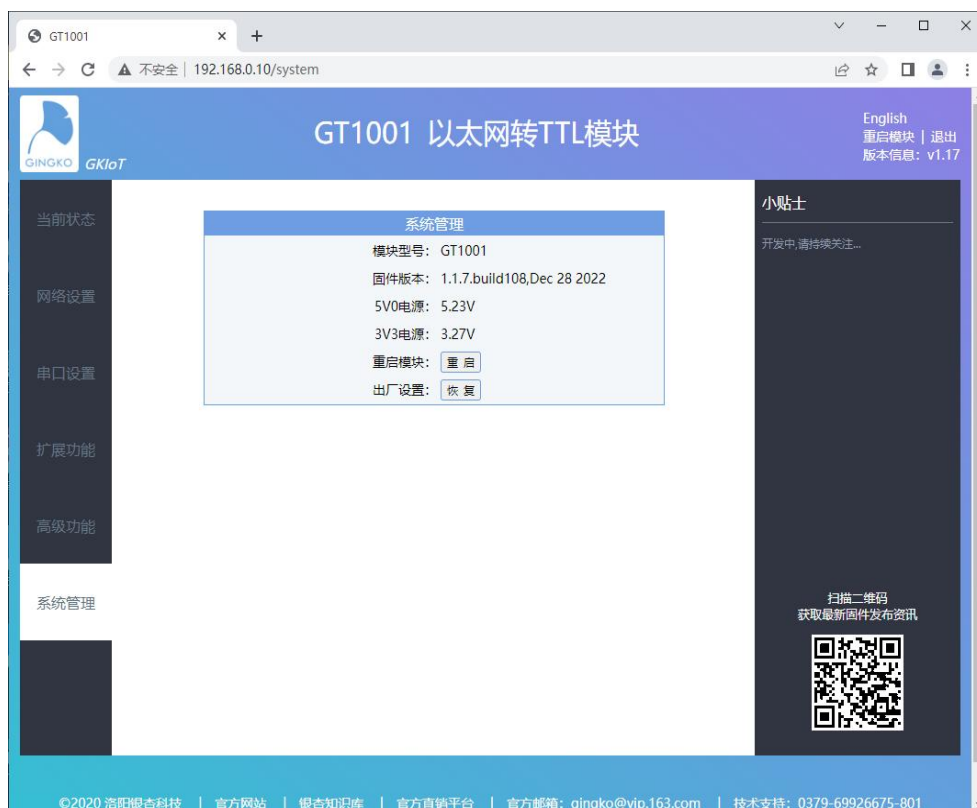 GT1001
不安全 | 192.168.0.10/system
GINGKO GKIoT
GT1001 以太网转TTL模块
English
重启模块 | 退出
版本信息：v1.17
当前状态
网络设置
串口设置
扩展功能
高级功能
系统管理
系统管理
模块型号： GT1001
固件版本： 1.1.7.build108,Dec 28 2022
5V0电源： 5.23V
3V3电源： 3.27V
重启模块： 重 启
出厂设置： 恢 复
小贴士
开发中,请持续关注...
扫描二维码
获取最新固件发布资讯
©2020 洛阳银杏科技 | 官方网站 | 银杏知识库 | 官方直销平台 | 官方邮箱：gingko@vip.163.com | 技术支持：0379-69926675-801